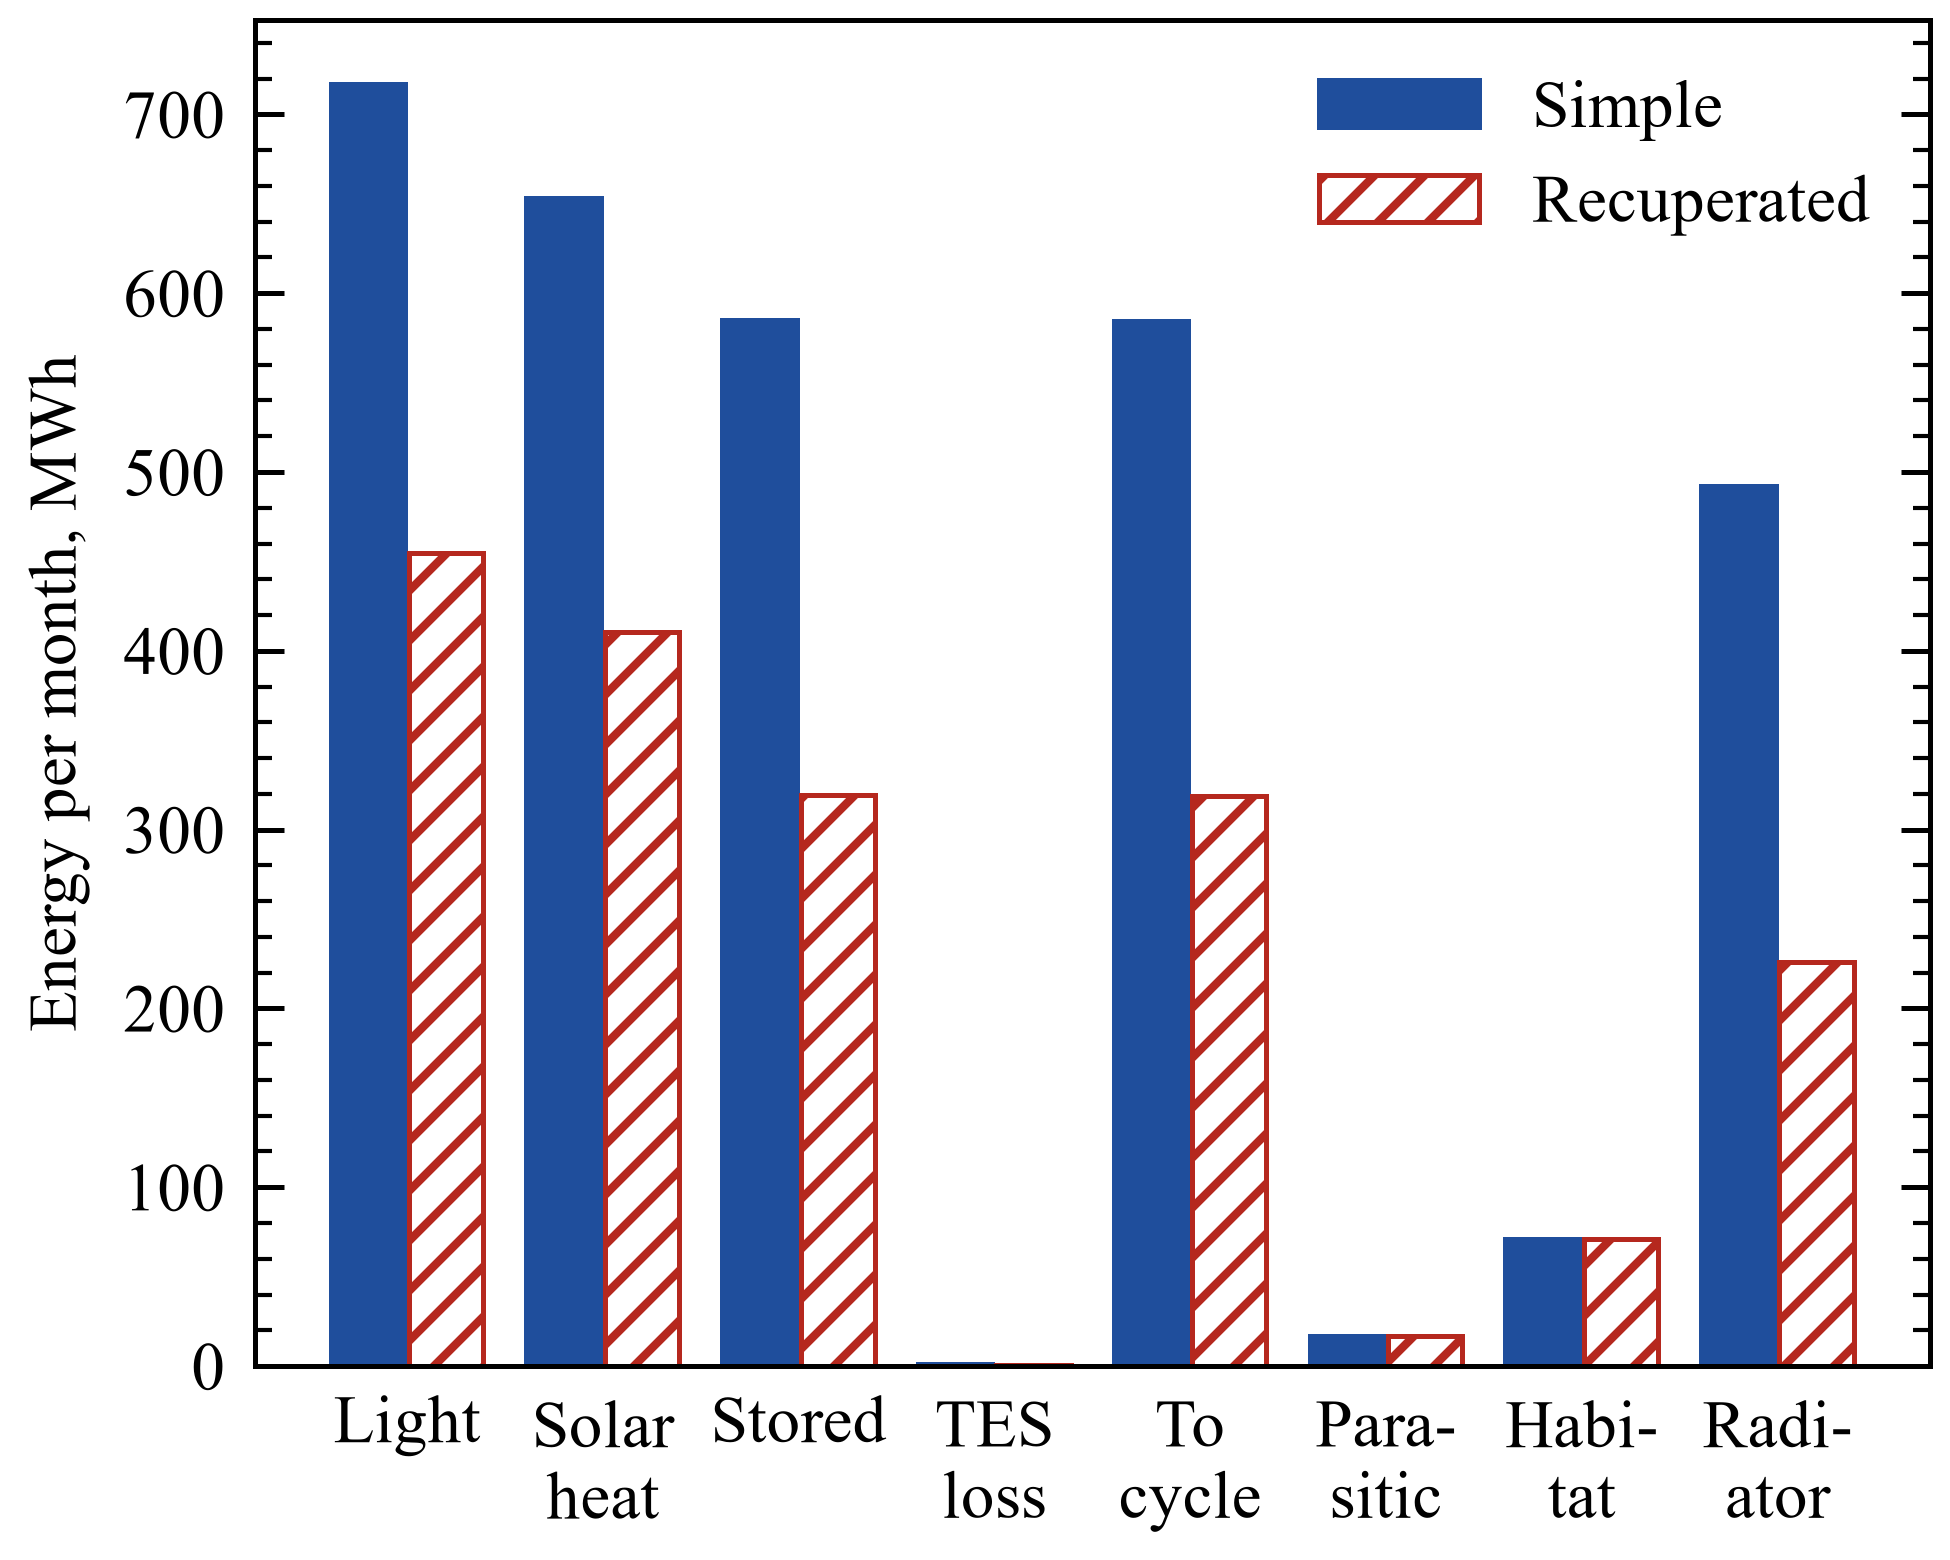 Energy per month, MWh
700
600
500
400
300
200
100
0
Simple
Recuperated
Light
Solar
heat
Stored
TES
loss
To
cycle
Para-
sitic
Habi-
tat
Radi-
ator